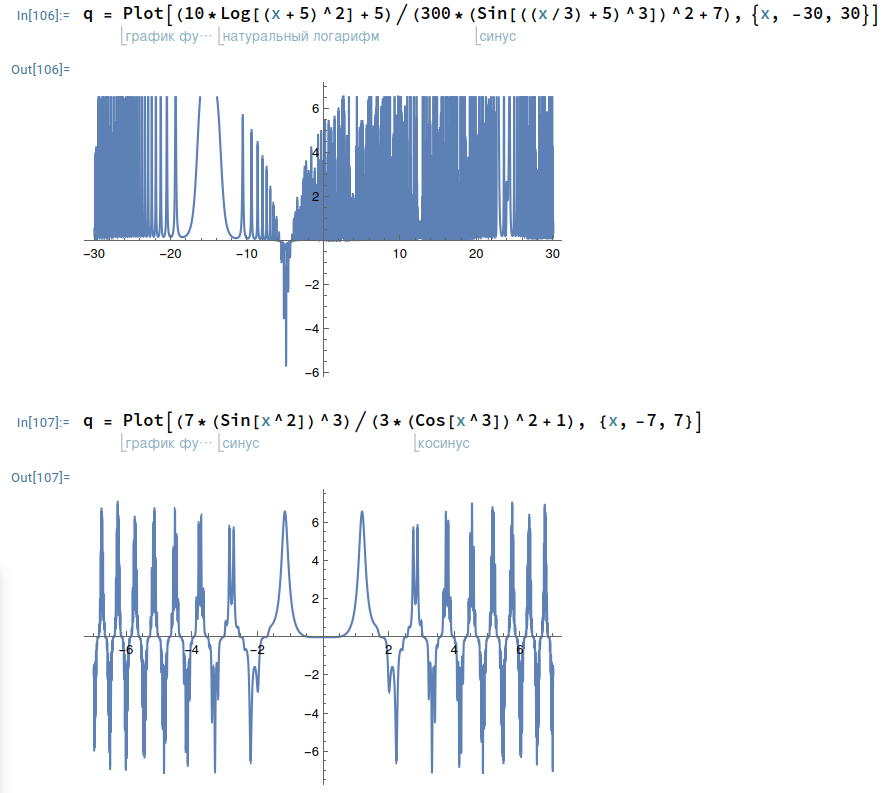 In[106]:= q = Plot[(10*Log[(x+5)^2]+5)/(300*(Sin[((x/3)+5)^3])^2+7), {x, -30, 30}]
график фу··· натуральный логарифм синус
Out[106]=
6
4
2
-30 -20 -10 10 20 30
-2
-4
-6
In[107]:= q = Plot[(7*(Sin[x^2])^3)/(3*(Cos[x^3])^2+1), {x, -7, 7}]
график фу··· синус косинус
Out[107]=
6
4
2
-6 -4 -2 2 4 6
-2
-4
-6